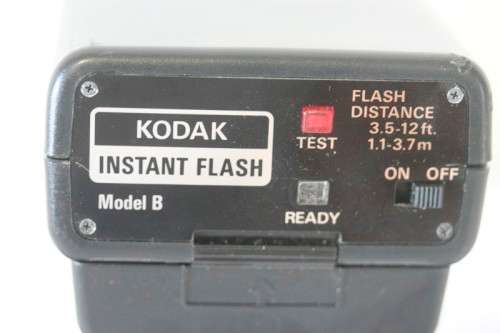 KODAK
INSTANT FLASH
Model B
TEST
READY
FLASH
DISTANCE
3.5-12 ft.
1.1-3.7 m
ON OFF